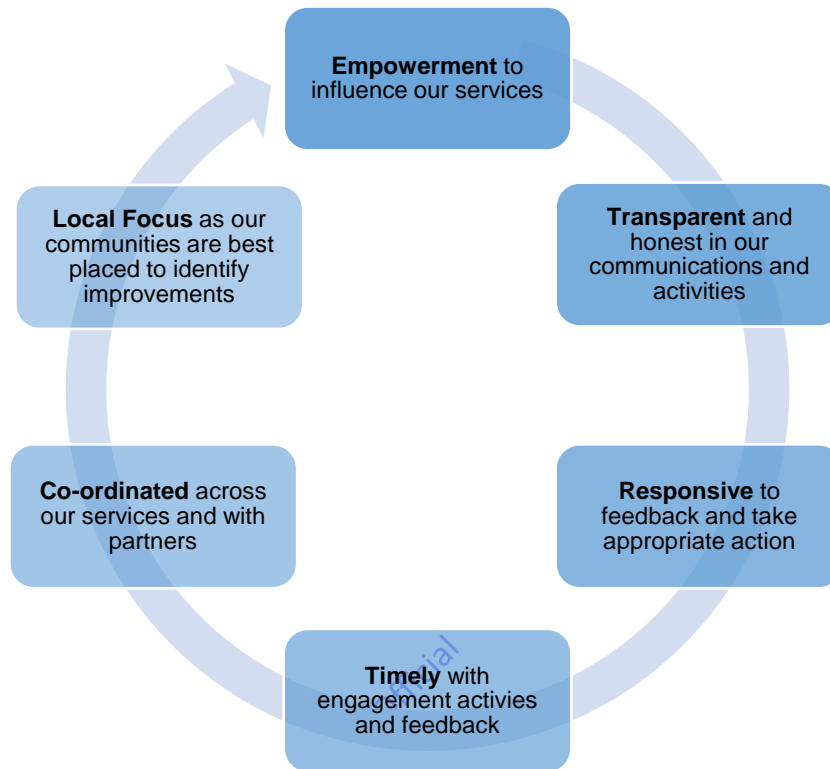 Empowerment to
influence our services
Transparent and
honest in our
communications and
activities
Responsive to
feedback and take
appropriate action
Timely with
engagement activies
and feedback
Co-ordinated across
our services and with
partners
Local Focus as our
communities are best
placed to identify
improvements